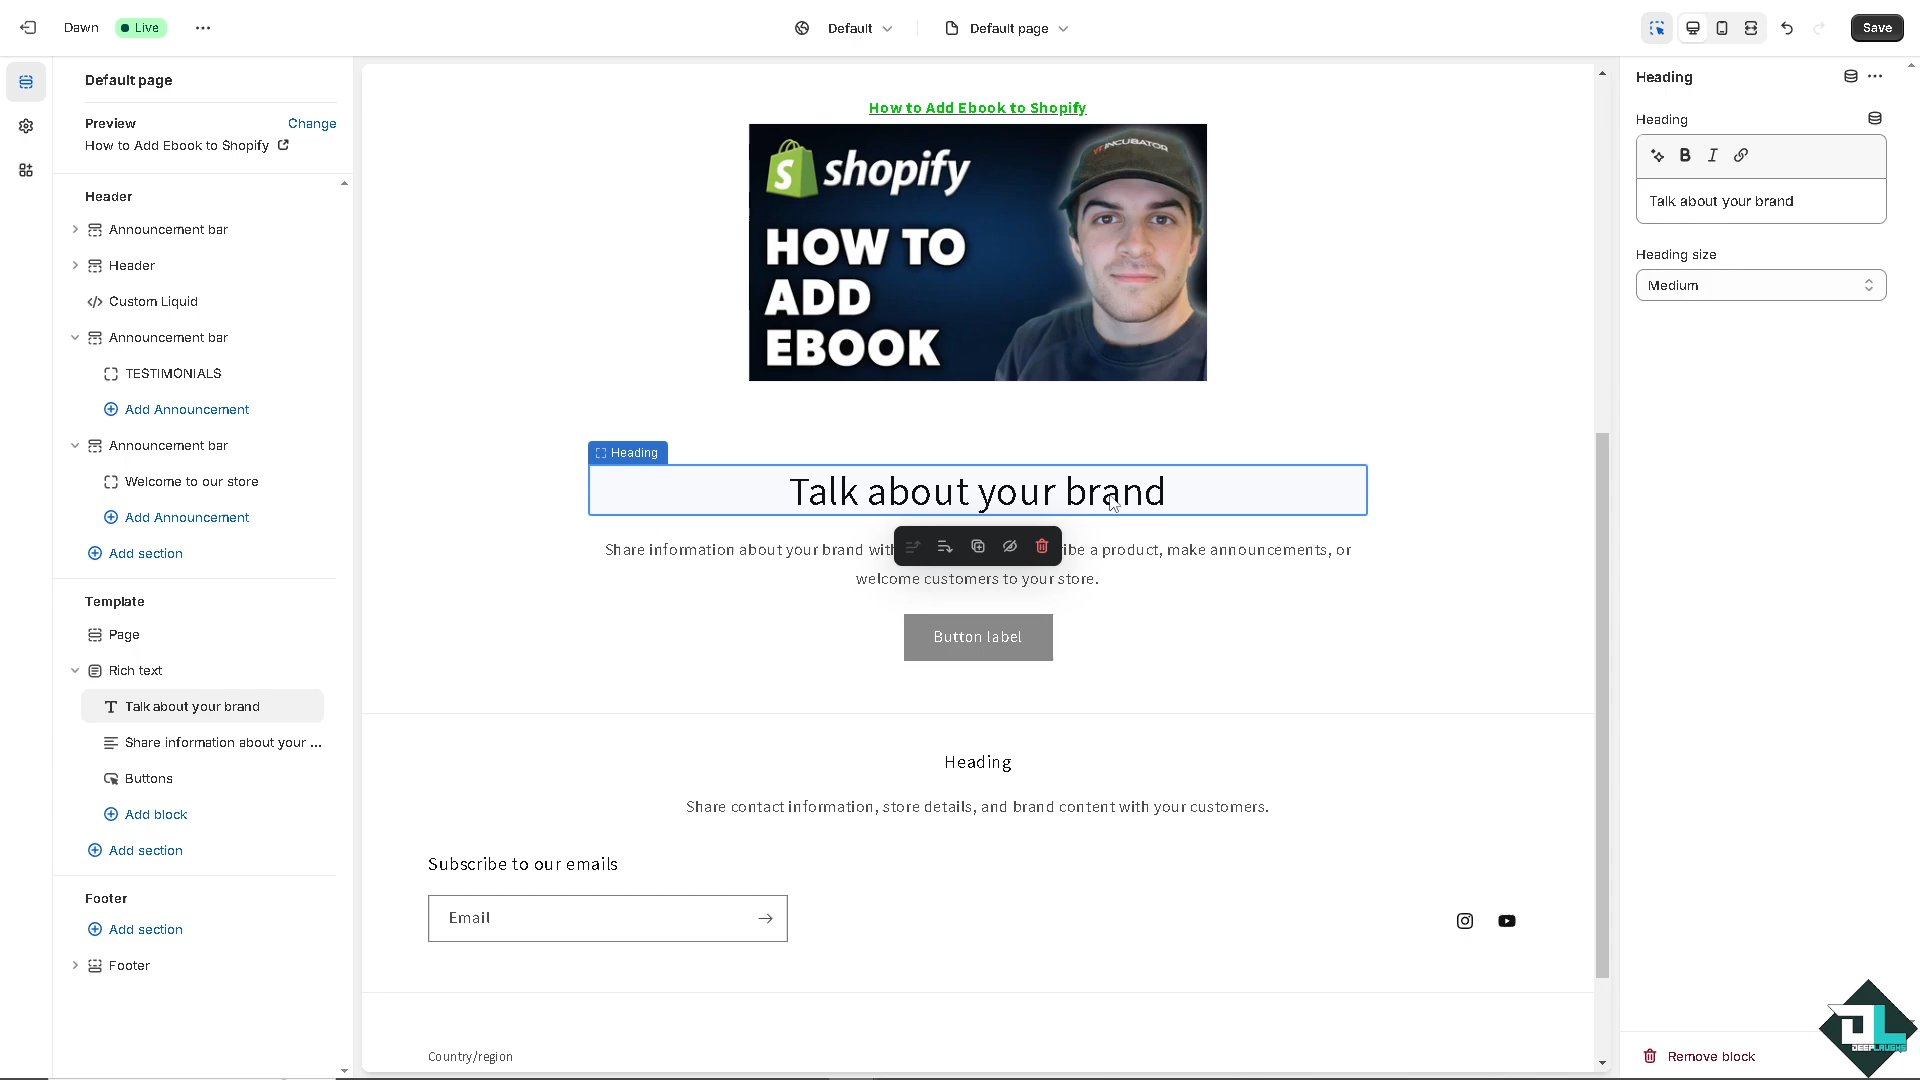 Dawn
Live
Default
Default page
Save
Default page
Preview
Change
How to Add Ebook to Shopify
Header
Announcement bar
Header
Custom Liquid
Announcement bar
TESTIMONIALS
Add Announcement
Announcement bar
Welcome to our store
Add Announcement
Add section
Template
Page
Rich text
Talk about your brand
Share information about your ...
Buttons
Add block
Add section
Footer
Add section
Footer
How to Add Ebook to Shopify
shopify
HOW TO
ADD
EBOOK
YT INCUBATOR
Heading
Talk about your brand
Share information about your brand with
be a product, make announcements, or
welcome customers to your store.
Button label
Heading
Share contact information, store details, and brand content with your customers.
Subscribe to our emails
Email
Country/region
Heading
Heading
Talk about your brand
Heading size
Medium
Remove block
DEEPLAUGHS